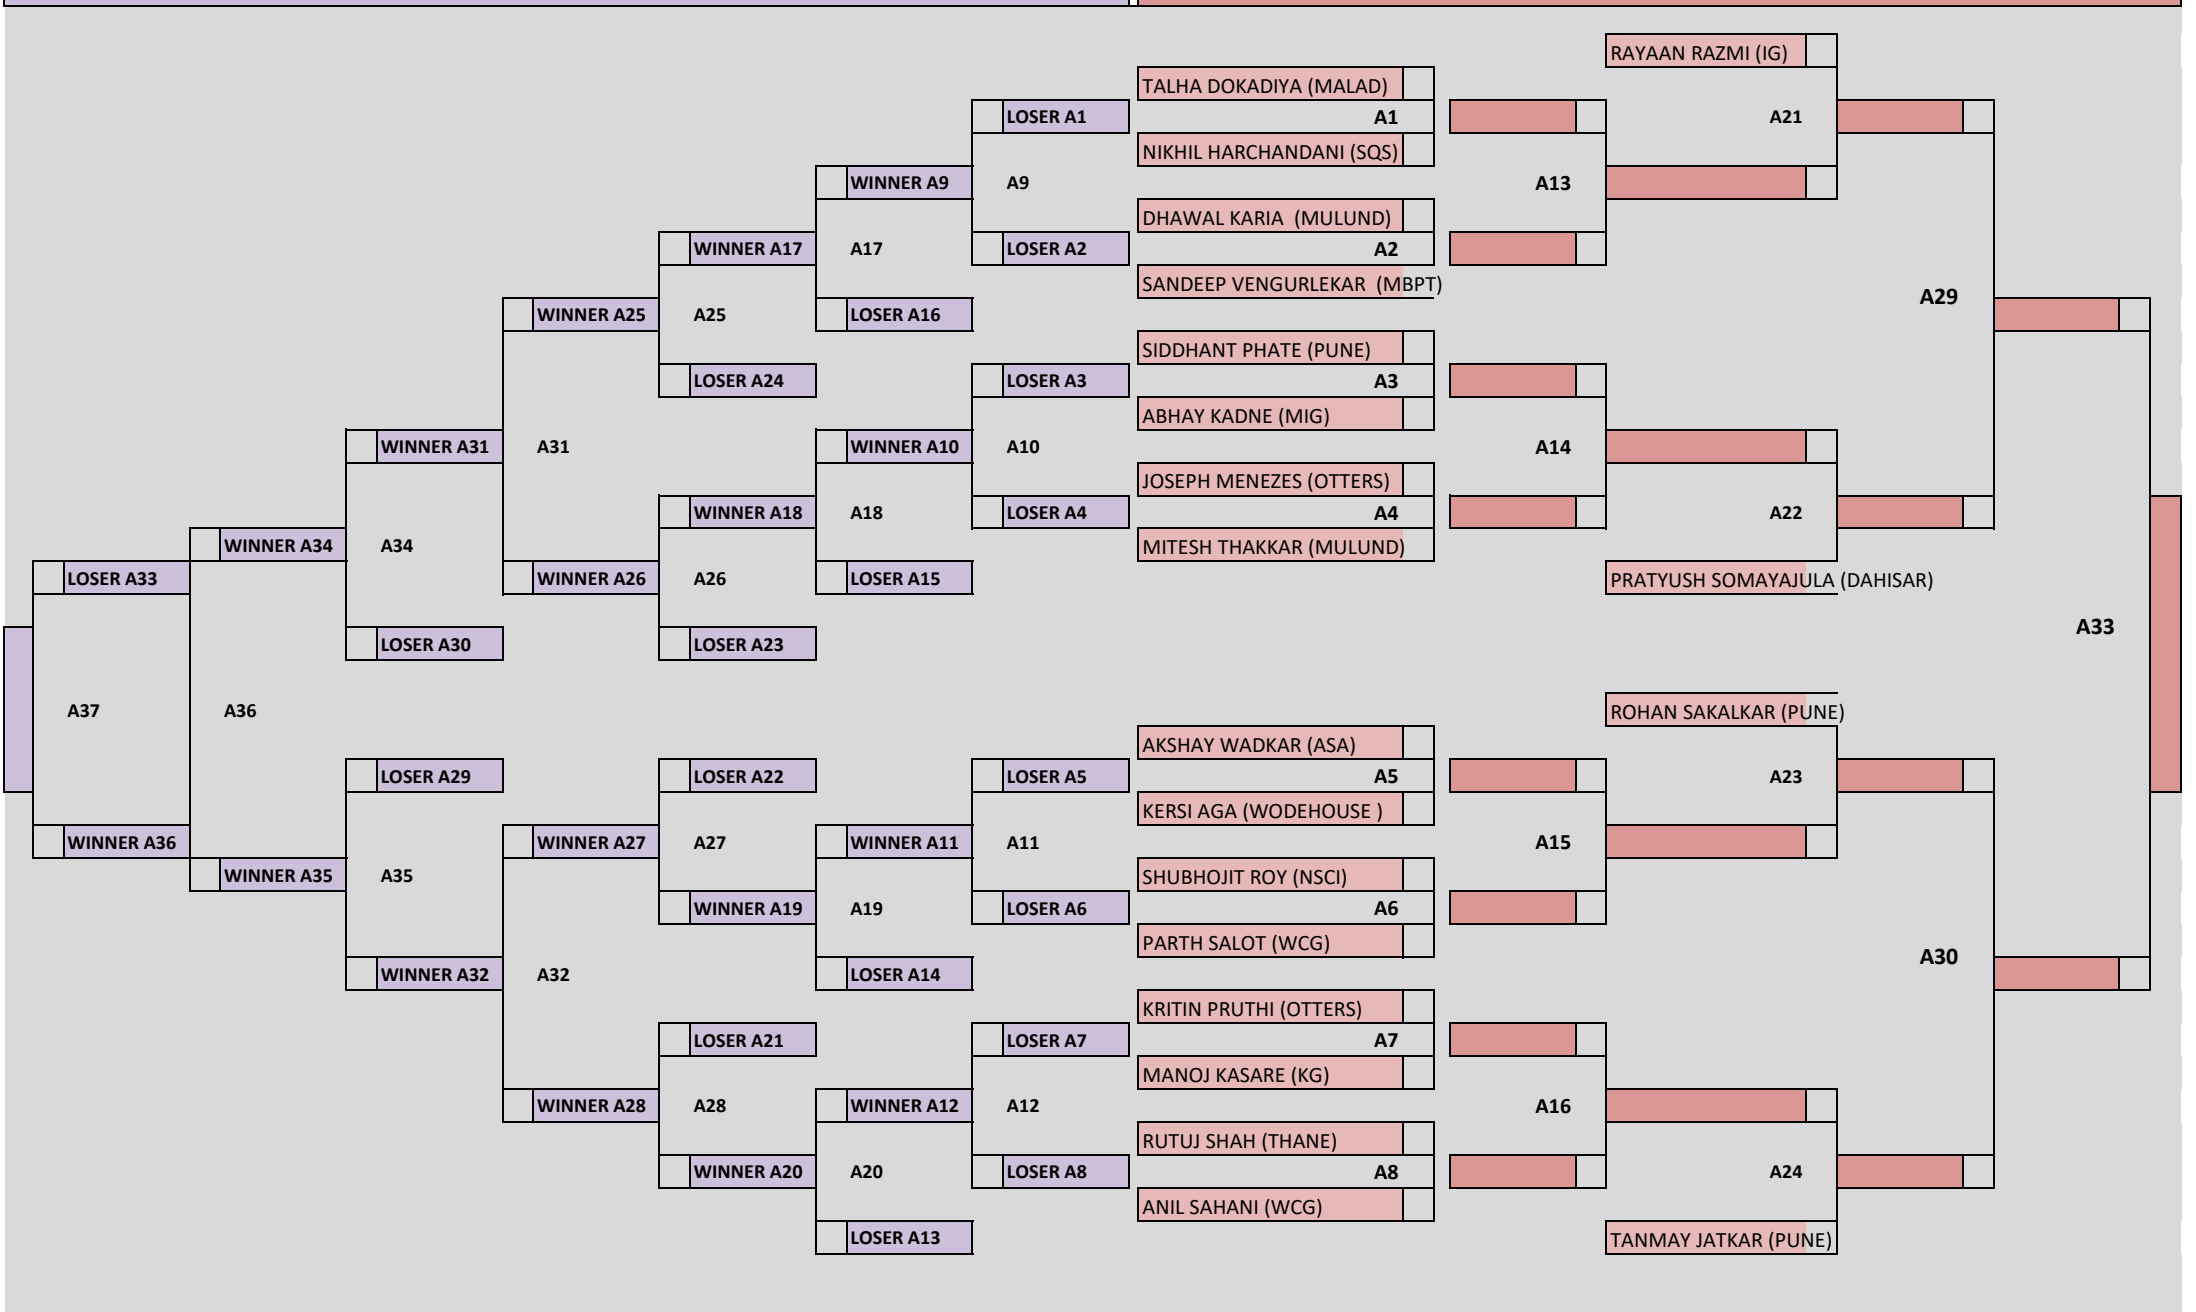 RAYAAN RAZMI (IG)
TALHA DOKADIYA (MALAD)
LOSER A1 A1 A21
NIKHIL HARCHANDANI (SQS)
WINNER A9 A9 A13
DHAWAL KARIA  (MULUND)
WINNER A17 A17 LOSER A2 A2
SANDEEP VENGURLEKAR  (MBPT)
A29
WINNER A25 A25 LOSER A16
SIDDHANT PHATE (PUNE)
LOSER A24 LOSER A3 A3
ABHAY KADNE (MIG)
WINNER A31 A31 WINNER A10 A10 A14
JOSEPH MENEZES (OTTERS)
WINNER A18 A18 LOSER A4 A4 A22
WINNER A34 A34 MITESH THAKKAR (MULUND)
LOSER A33 WINNER A26 A26 LOSER A15 PRATYUSH SOMAYAJULA (DAHISAR)
A33
LOSER A30 LOSER A23
A37 A36 ROHAN SAKALKAR (PUNE)
AKSHAY WADKAR (ASA)
LOSER A29 LOSER A22 LOSER A5 A5 A23
KERSI AGA (WODEHOUSE )
WINNER A36 WINNER A27 A27 WINNER A11 A11 A15
WINNER A35 A35 SHUBHOJIT ROY (NSCI)
WINNER A19 A19 LOSER A6 A6
PARTH SALOT (WCG)
A30
WINNER A32 A32 LOSER A14
KRITIN PRUTHI (OTTERS)
LOSER A21 LOSER A7 A7
MANOJ KASARE (KG)
WINNER A28 A28 WINNER A12 A12 A16
RUTUJ SHAH (THANE)
WINNER A20 A20 LOSER A8 A8 A24
ANIL SAHANI (WCG)
LOSER A13 TANMAY JATKAR (PUNE)